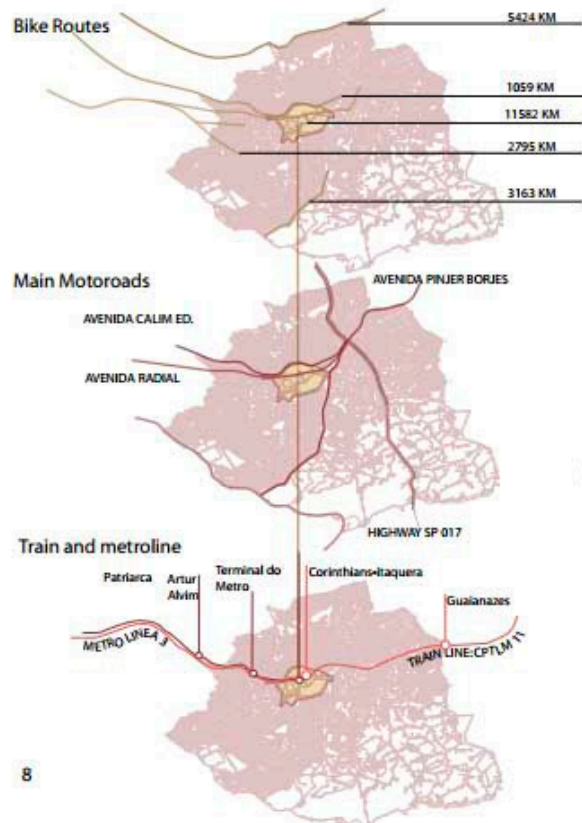 Bike Routes
5424 KM
1059 KM
11582 KM
2795 KM
3163 KM
Main Motoroads
AVENIDA PINJER BORJES
AVENIDA CALIM ED.
AVENIDA RADIAL
HIGHWAY SP 017
Train and metroline
Patriarca
Artur
Alvim
Terminal do
Metro
Corinthians-itaquera
Guaianazes
METRO LINEA 3
TRAIN LINE:CPTLM 11
8